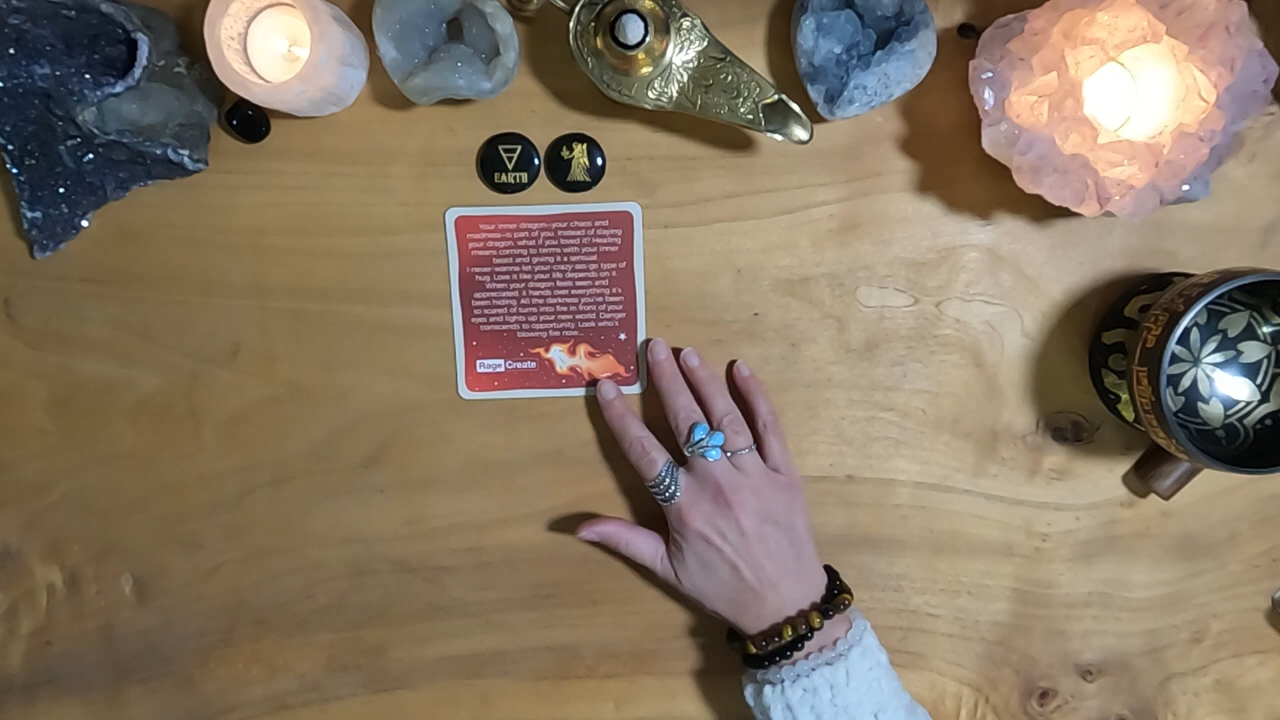 EARTH
Your inner dragon—your chaos and
madness—is part of you. Instead of slaying
your dragon, what if you loved it? Healing
means coming to terms with your inner
beast and giving it a sensual
I-never-wanna-let-your-crazy-ass-go type of
hug. Love it like your life depends on it.
When your dragon feels seen and
appreciated, it hands over everything it's
been hiding. All the darkness you've been
so scared of turns into fire in front of your
eyes and lights up your new world. Danger
transcends to opportunity. Look who's
blowing fire now...
Rage Create